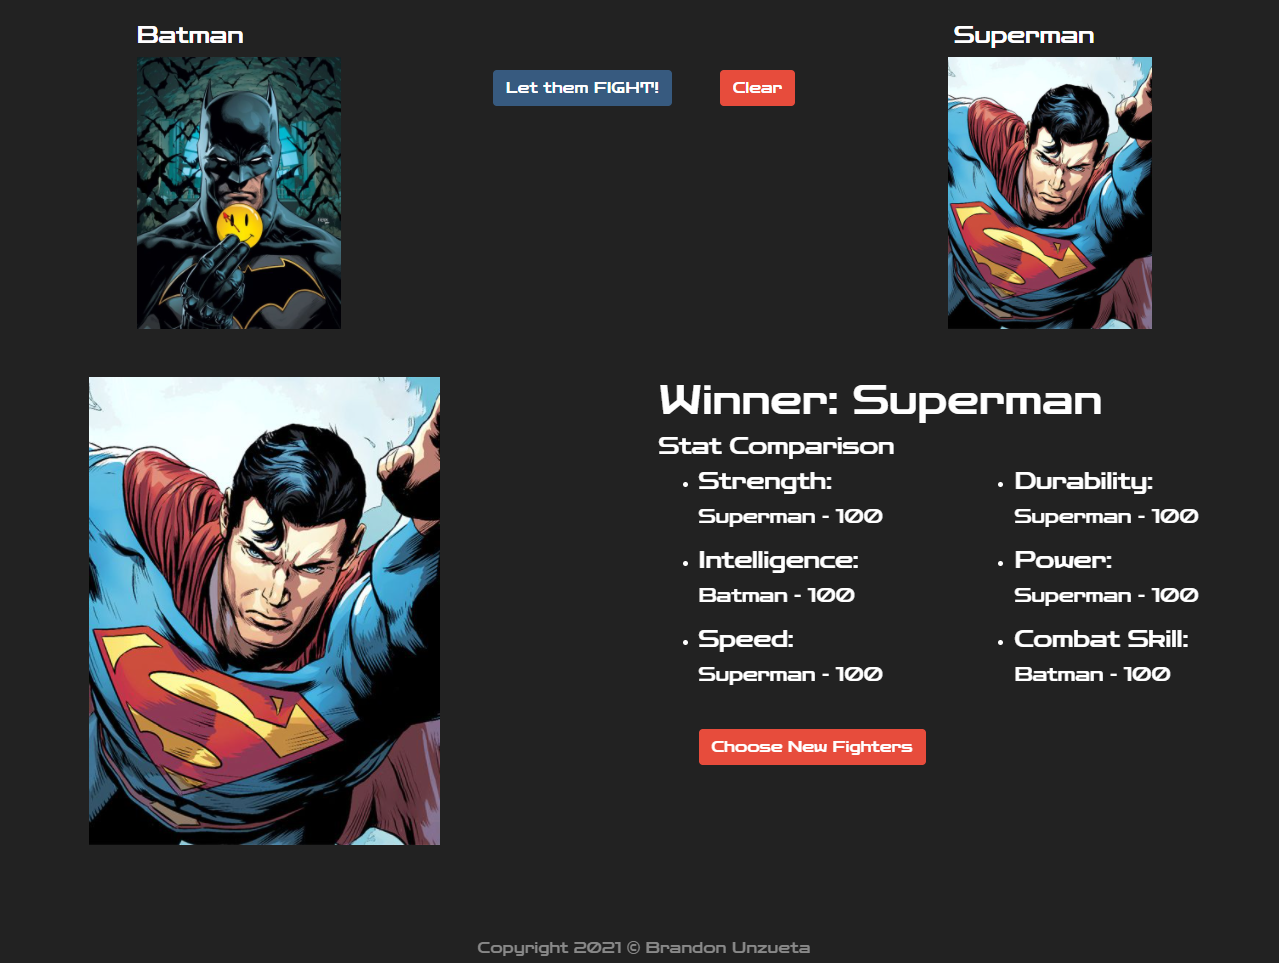 Batman
Let them FIGHT!
Clear
Superman
Winner: Superman
Stat Comparison
Strength:
Superman - 100
Intelligence:
Batman - 100
Speed:
Superman - 100
Durability:
Superman - 100
Power:
Superman - 100
Combat Skill:
Batman - 100
Choose New Fighters
Copyright 2021 © Brandon Unzueta